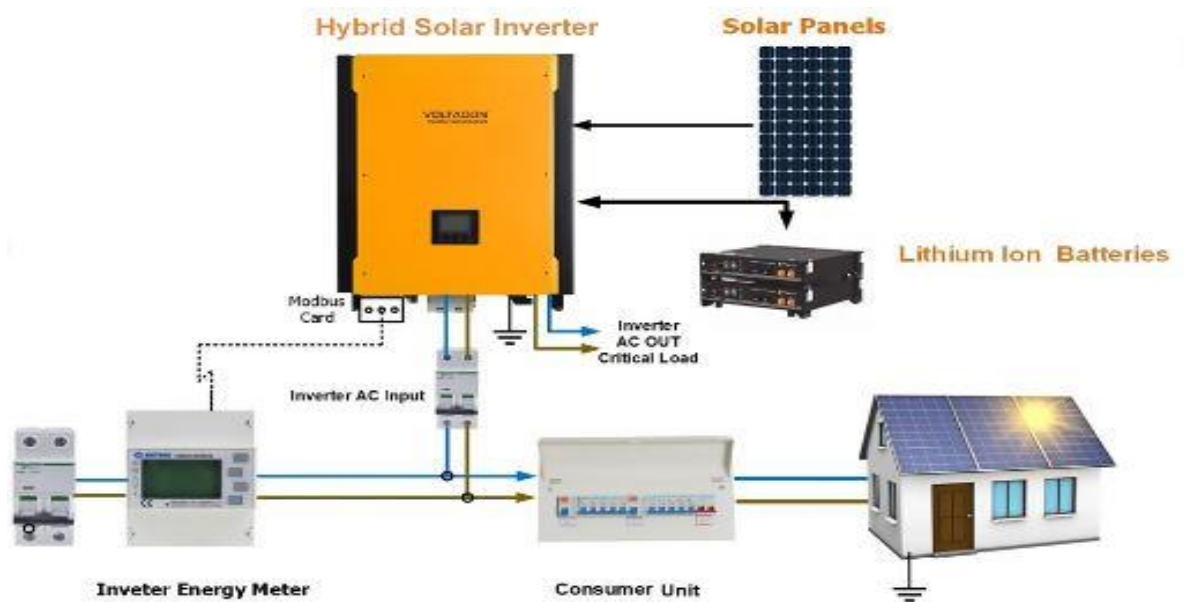 Hybrid Solar Inverter
Solar Panels
VOLTACON
Lithium Ion Batteries
Modbus
Card
Inverter
AC OUT
Critical Load
Inverter AC Input
Inveter Energy Meter
Consumer Unit